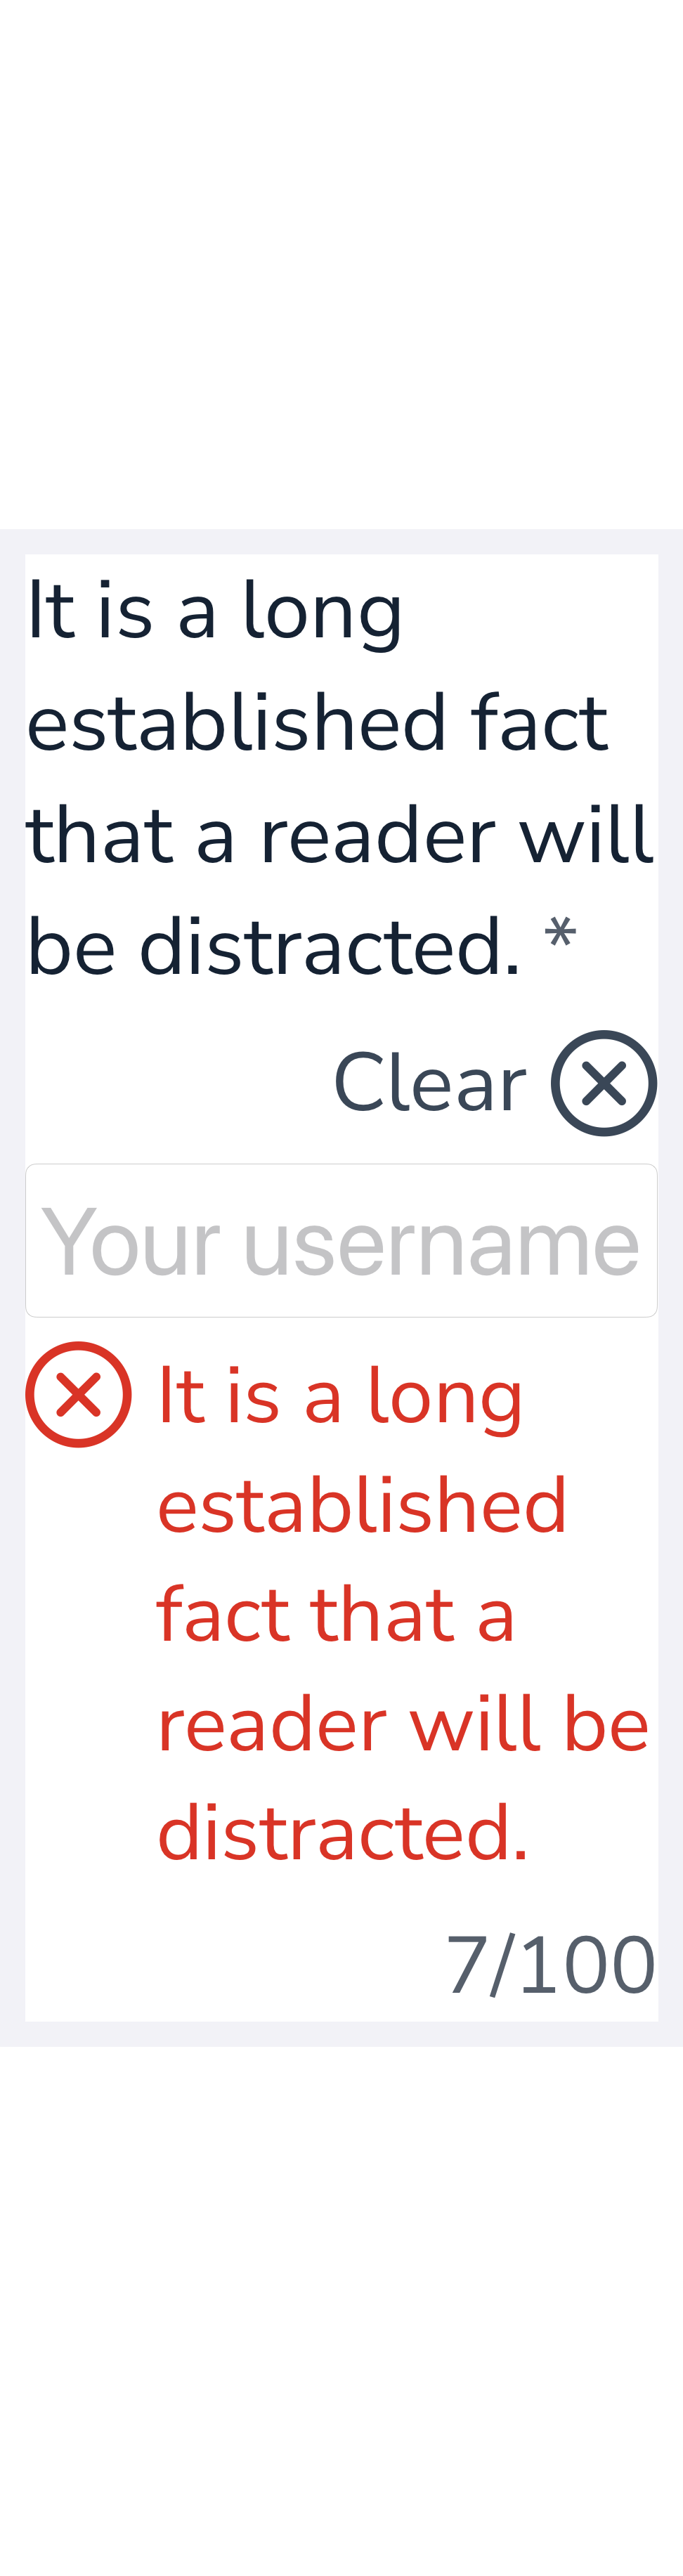 It is a long
established fact
that a reader will
be distracted. *
Clear
Your username
It is a long
established
fact that a
reader will be
distracted.
7/100